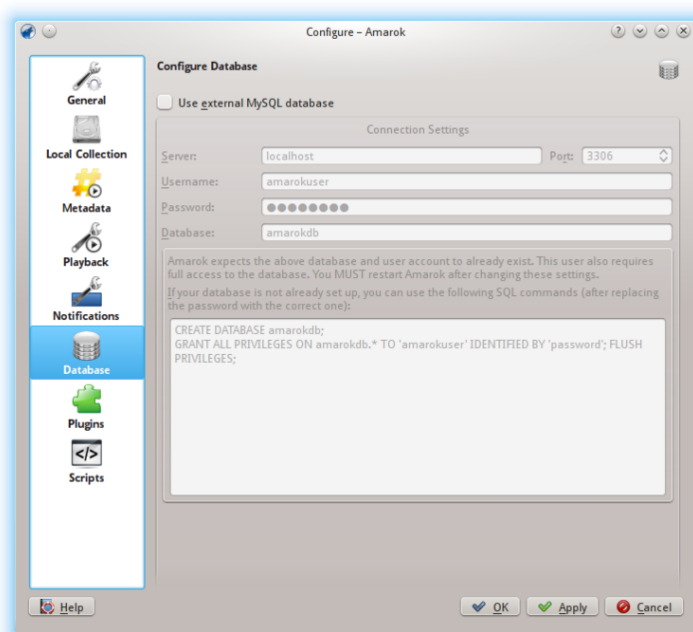 Configure – Amarok
General
Local Collection
Metadata
Playback
Notifications
Database
Plugins
Scripts
Configure Database
Use external MySQL database
Connection Settings
Server: localhost Port: 3306
Username: amarokuser
Password: ●●●●●●●●
Database: amarokdb
Amarok expects the above database and user account to already exist. This user also requires
full access to the database. You MUST restart Amarok after changing these settings.
If your database is not already set up, you can use the following SQL commands (after replacing
the password with the correct one):
CREATE DATABASE amarokdb;
GRANT ALL PRIVILEGES ON amarokdb.* TO 'amarokuser' IDENTIFIED BY 'password'; FLUSH
PRIVILEGES;
Help OK Apply Cancel